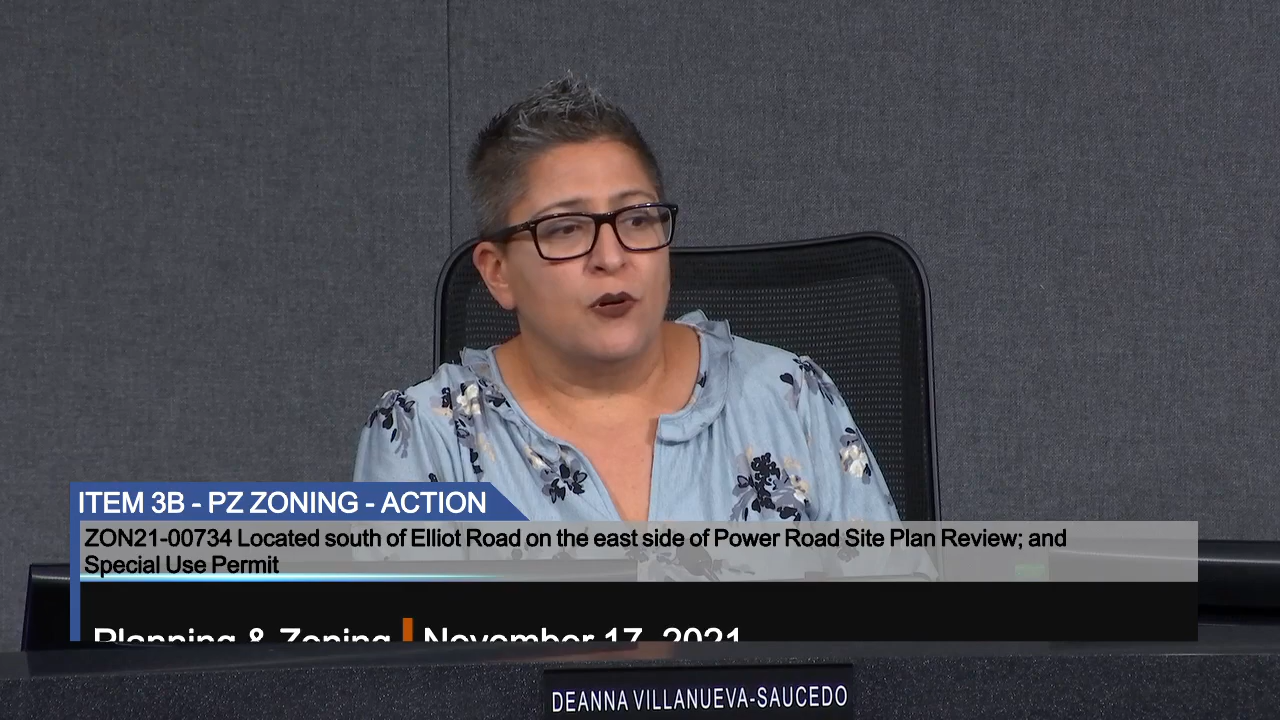 ITEM 3B - PZ ZONING - ACTION
ZON21-00734 Located south of Elliot Road on the east side of Power Road Site Plan Review; and
Special Use Permit
Planning & Zoning November 17, 2021
DEANNA VILLANUEVA-SAUCEDO